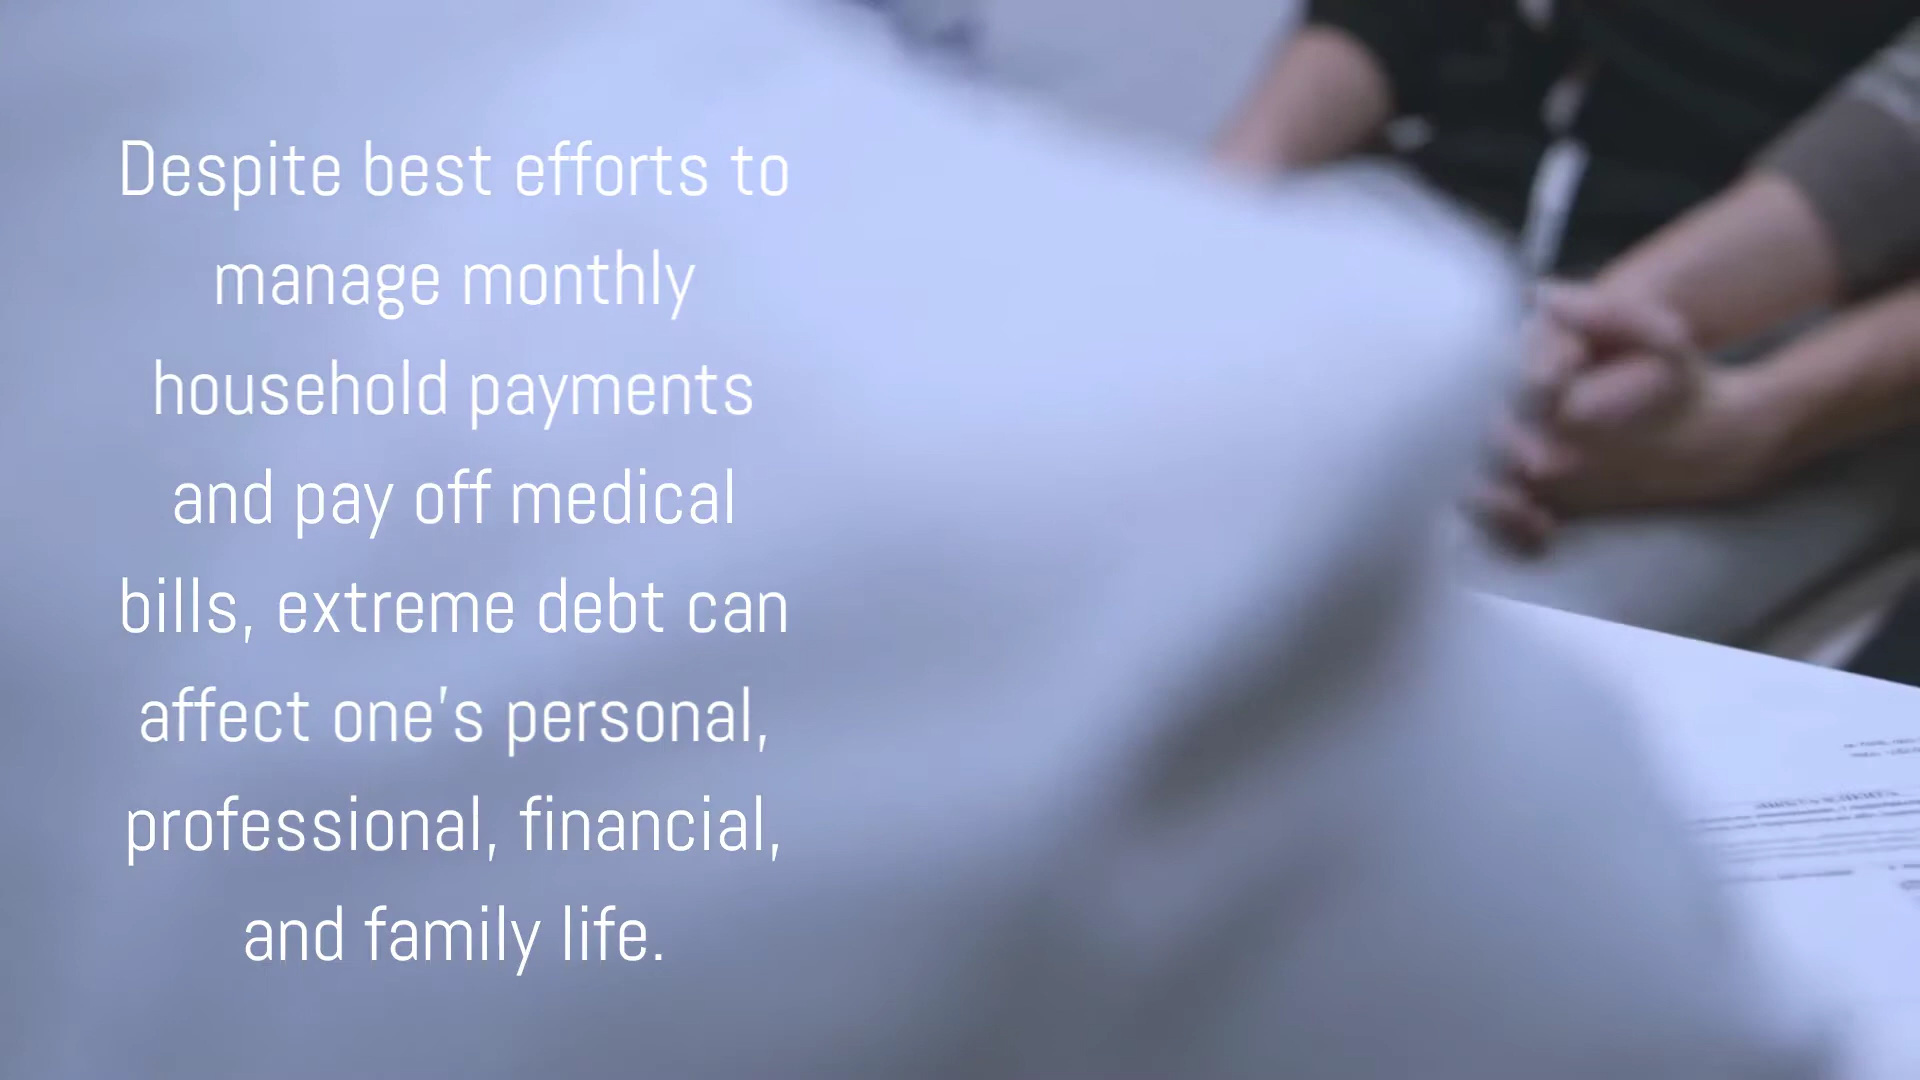 Despite best efforts to
manage monthly
household payments
and pay off medical
bills, extreme debt can
affect one's personal,
professional, financial,
and family life.